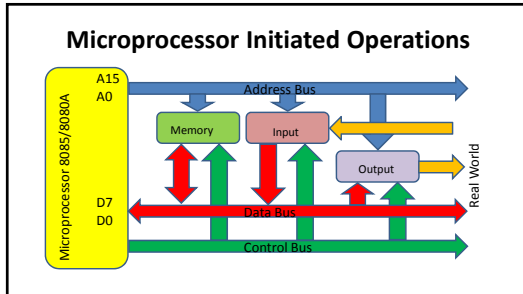 Microprocessor Initiated Operations
Microprocessor 8085/8080A
A15
A0
Address Bus
Memory
Input
Output
Real World
D7
D0
Data Bus
Control Bus